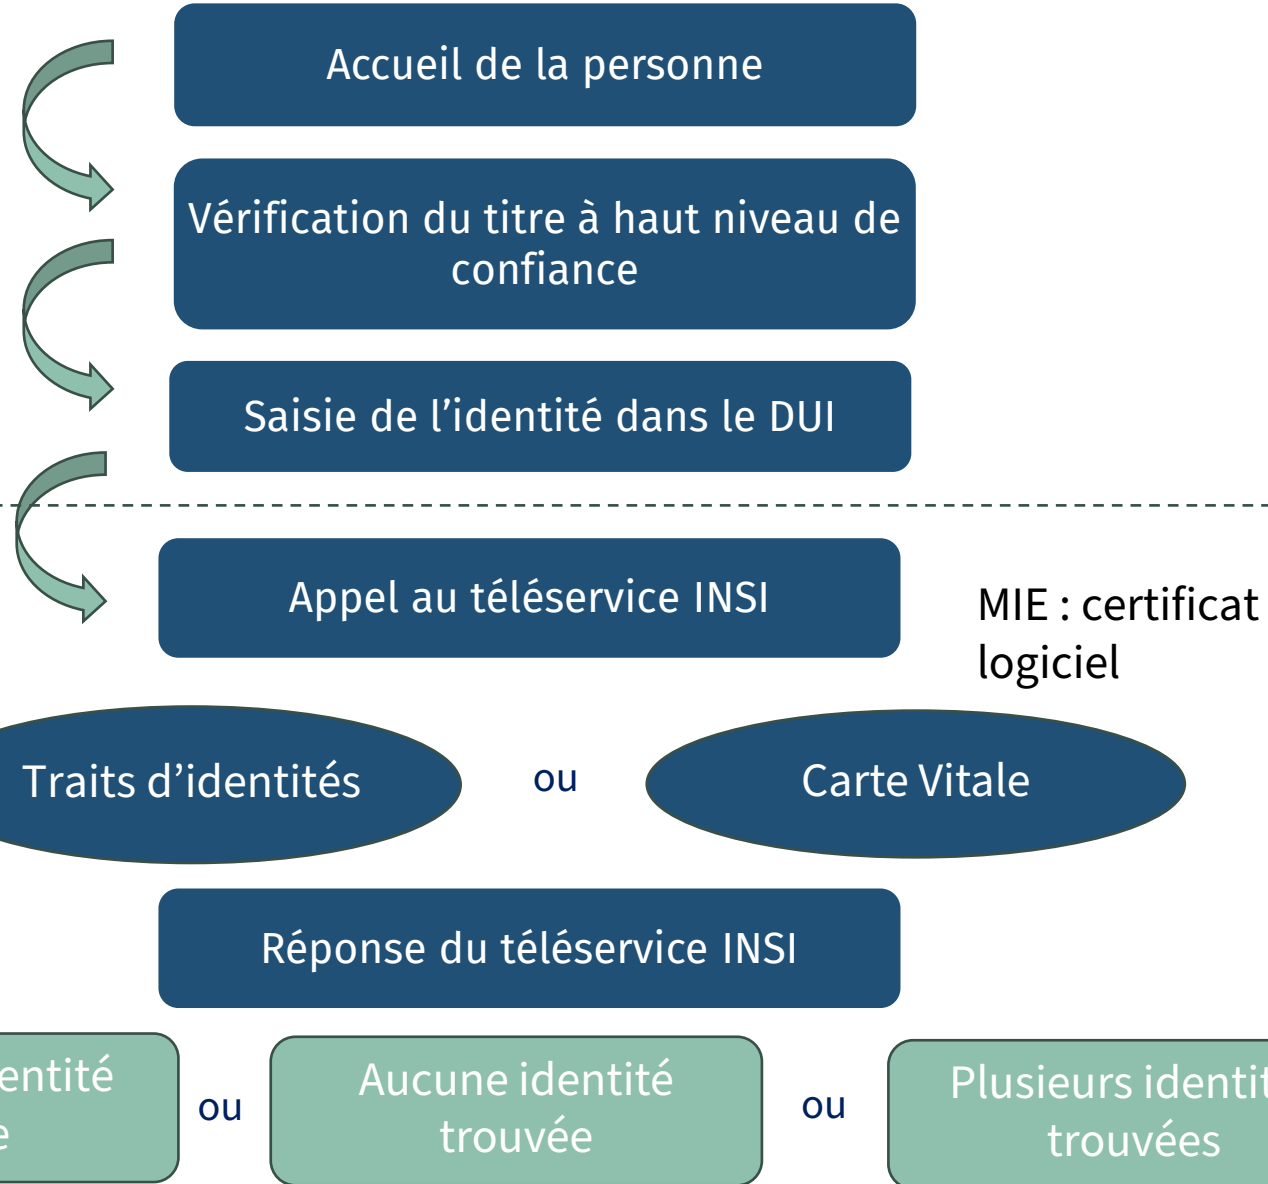 Accueil de la personne
Vérification du titre à haut niveau de
confiance
Saisie de l’identité dans le DUI
Appel au téléservice INSI
MIE : certificat
logiciel
Traits d’identités
ou
Carte Vitale
Réponse du téléservice INSI
ou
Aucune identité
trouvée
ou
Plusieurs
trouvées